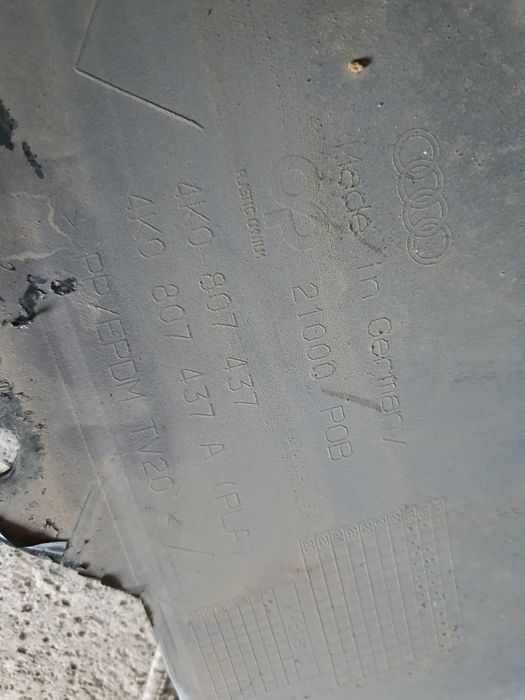 Made in Germany
21000 / POB
4K0 807 437
4K0 807 437 A (PLA)
> PP+EPDM TV20 <